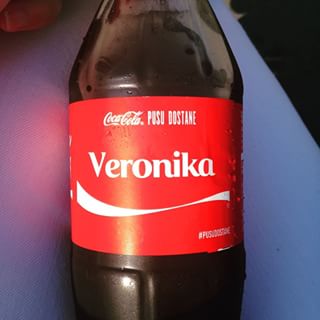 Coca-Cola PUSU DOSTANE
Veronika
#PUSUDOSTANE